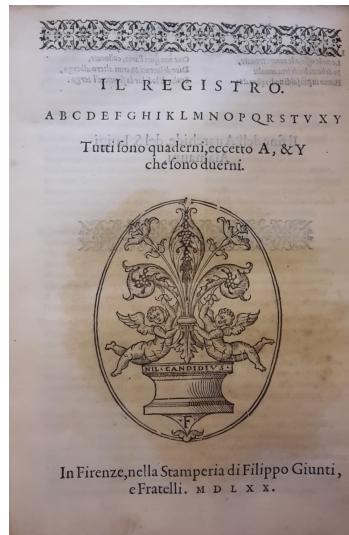 IL REGISTRO.
ABCDEFGHIKLMNOPQRSTVXY
Tutti ſono quaderni, eccetto A, & Y
che ſono duerni.
NIL·CANDIDIVS·
F
In Firenze, nella Stamperia di Filippo Giunti,
e Fratelli. MDLXX.